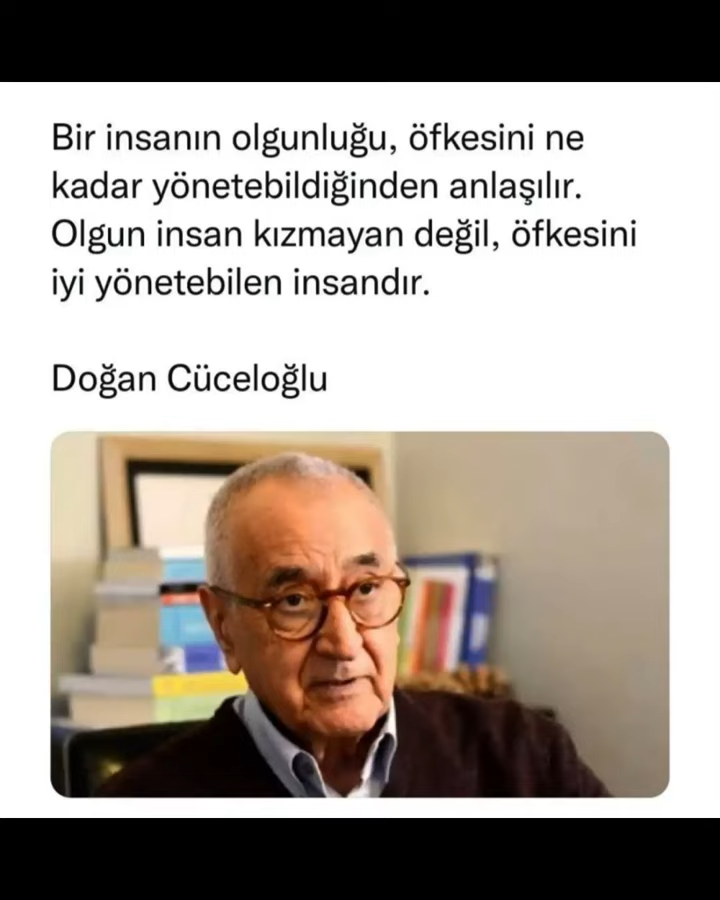 Bir insanın olgunluğu, öfkesini ne
kadar yönetebildiğinden anlaşılır.
Olgun insan kızmayan değil, öfkesini
iyi yönetebilen insandır.
Doğan Cüceloğlu